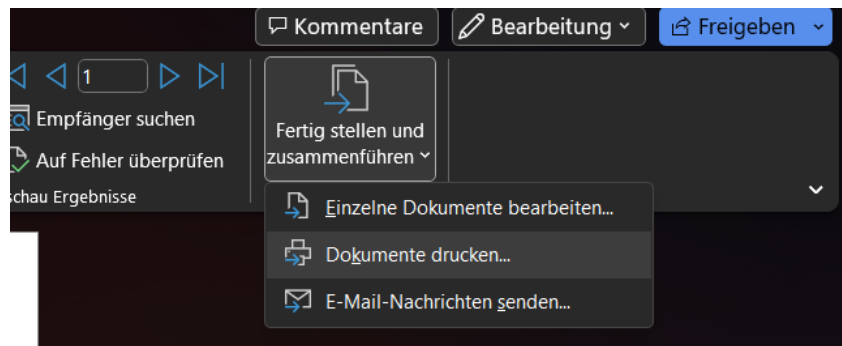 Kommentare
Bearbeitung
Freigeben
1
Empfänger suchen
Auf Fehler überprüfen
schau Ergebnisse
Fertig stellen und
zusammenführen
Einzelne Dokumente bearbeiten...
Dokumente drucken...
E-Mail-Nachrichten senden...